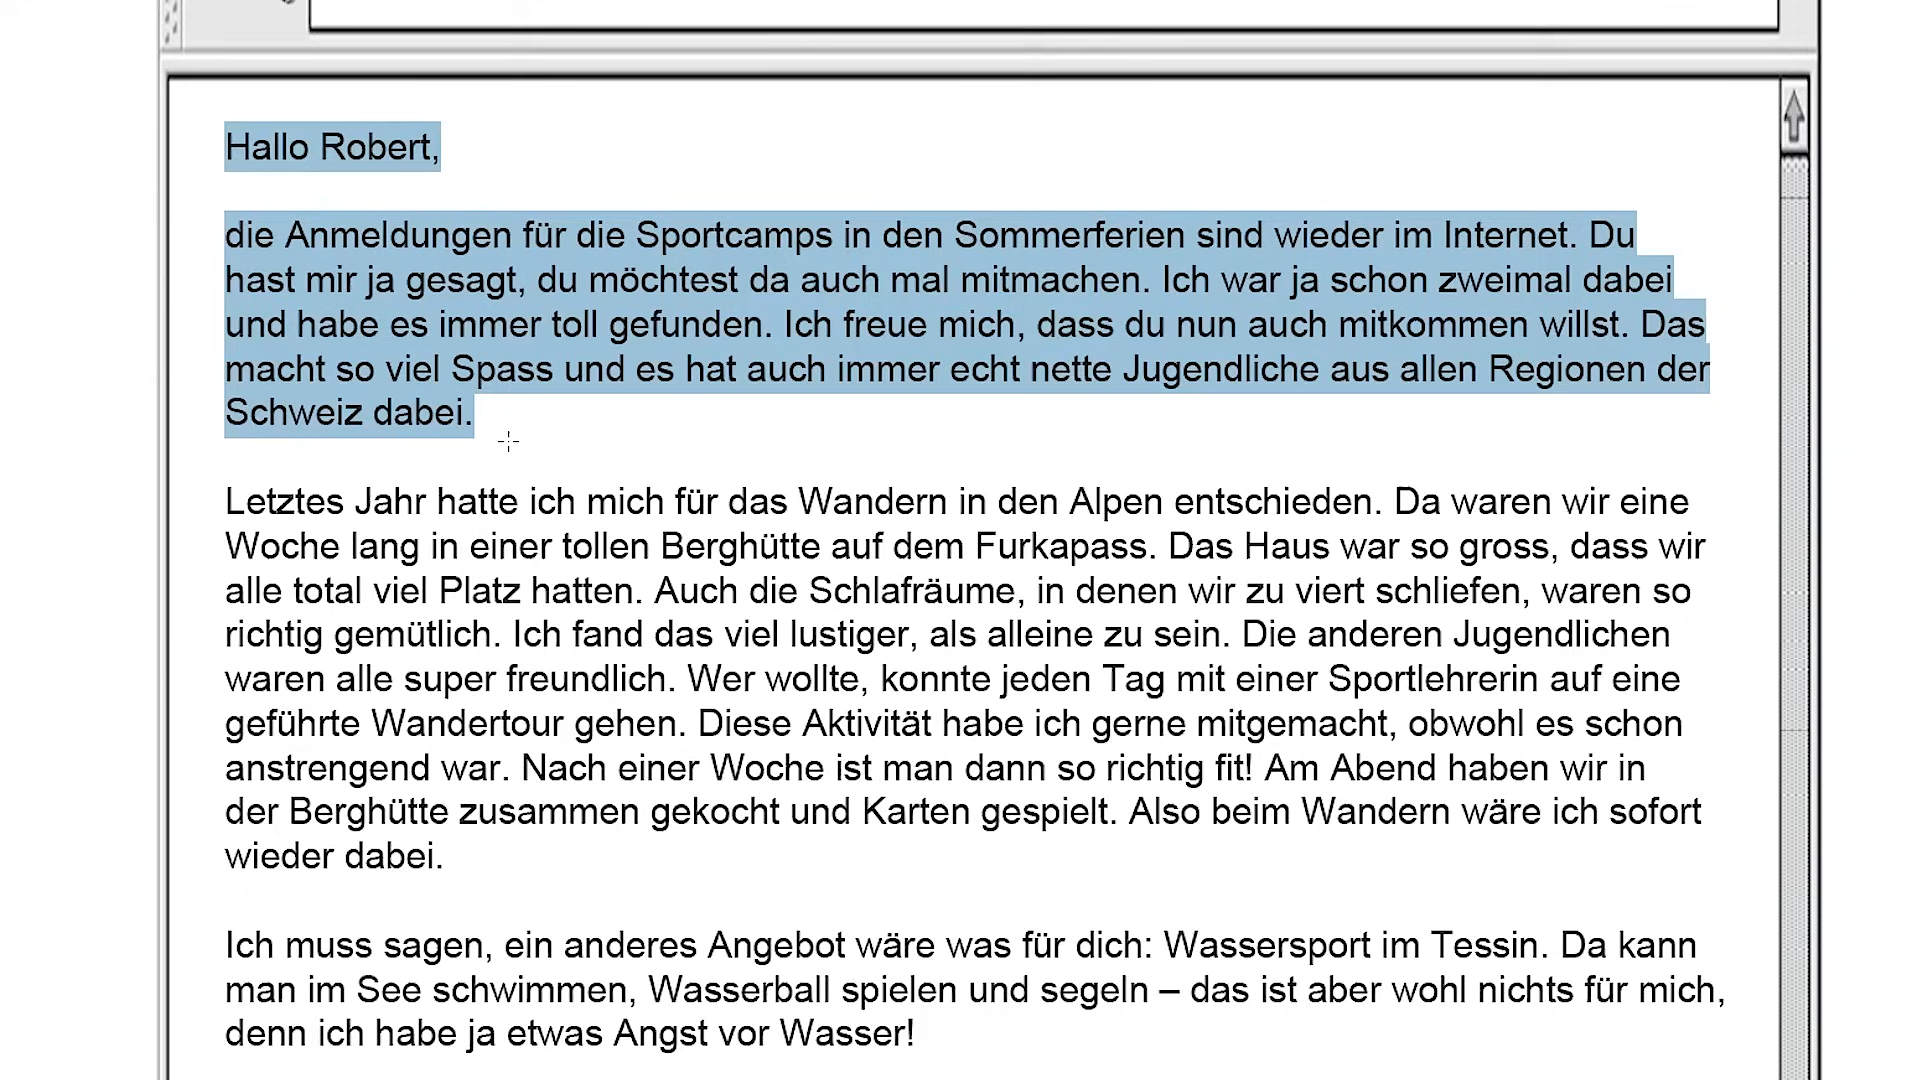 Hallo Robert,
die Anmeldungen für die Sportcamps in den Sommerferien sind wieder im Internet. Du
hast mir ja gesagt, du möchtest da auch mal mitmachen. Ich war ja schon zweimal dabei
und habe es immer toll gefunden. Ich freue mich, dass du nun auch mitkommen willst. Das
macht so viel Spass und es hat auch immer echt nette Jugendliche aus allen Regionen der
Schweiz dabei.
Letztes Jahr hatte ich mich für das Wandern in den Alpen entschieden. Da waren wir eine
Woche lang in einer tollen Berghütte auf dem Furkapass. Das Haus war so gross, dass wir
alle total viel Platz hatten. Auch die Schlafräume, in denen wir zu viert schliefen, waren so
richtig gemütlich. Ich fand das viel lustiger, als alleine zu sein. Die anderen Jugendlichen
waren alle super freundlich. Wer wollte, konnte jeden Tag mit einer Sportlehrerin auf eine
geführte Wandertour gehen. Diese Aktivität habe ich gerne mitgemacht, obwohl es schon
anstrengend war. Nach einer Woche ist man dann so richtig fit! Am Abend haben wir in
der Berghütte zusammen gekocht und Karten gespielt. Also beim Wandern wäre ich sofort
wieder dabei.
Ich muss sagen, ein anderes Angebot wäre was für dich: Wassersport im Tessin. Da kann
man im See schwimmen, Wasserball spielen und segeln – das ist aber wohl nichts für mich,
denn ich habe ja etwas Angst vor Wasser!